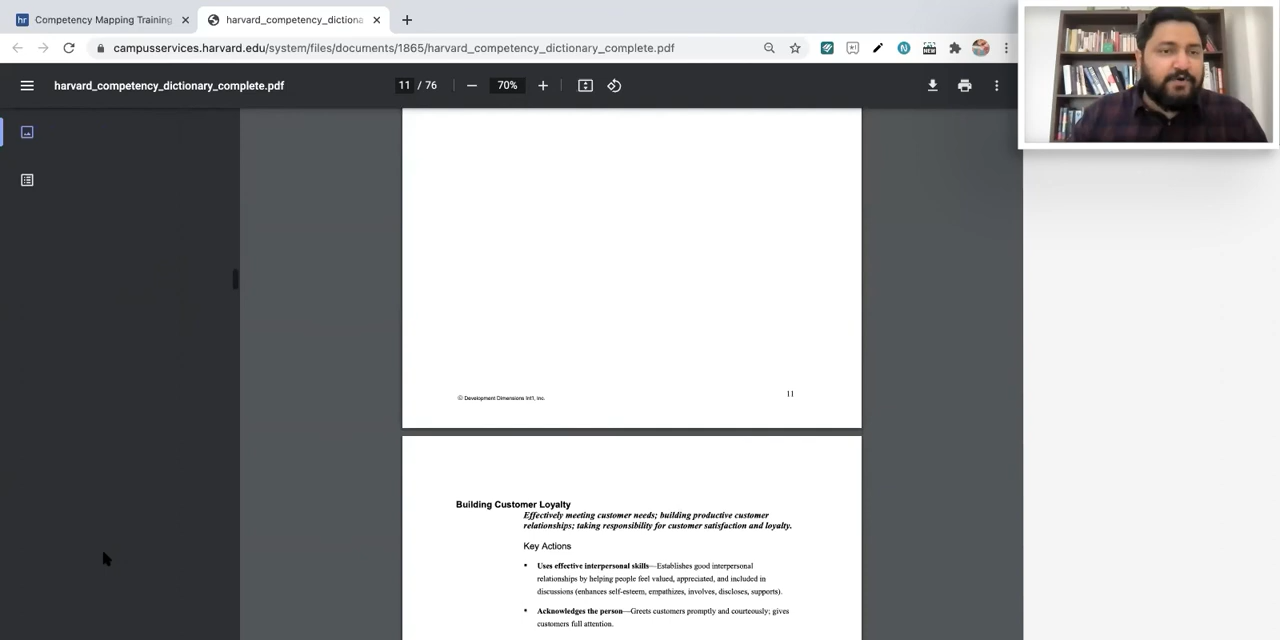 hr Competency Mapping Training
harvard_competency_dictiona
campusservices.harvard.edu/system/files/documents/1865/harvard_competency_dictionary_complete.pdf
NEW
harvard_competency_dictionary_complete.pdf
11 / 76
70%
© Development Dimensions Int'l, Inc.
11
Building Customer Loyalty
Effectively meeting customer needs; building productive customer
relationships; taking responsibility for customer satisfaction and loyalty.
Key Actions
• Uses effective interpersonal skills—Establishes good interpersonal
relationships by helping people feel valued, appreciated, and included in
discussions (enhances self-esteem, empathizes, involves, discloses, supports).
• Acknowledges the person—Greets customers promptly and courteously; gives
customers full attention.